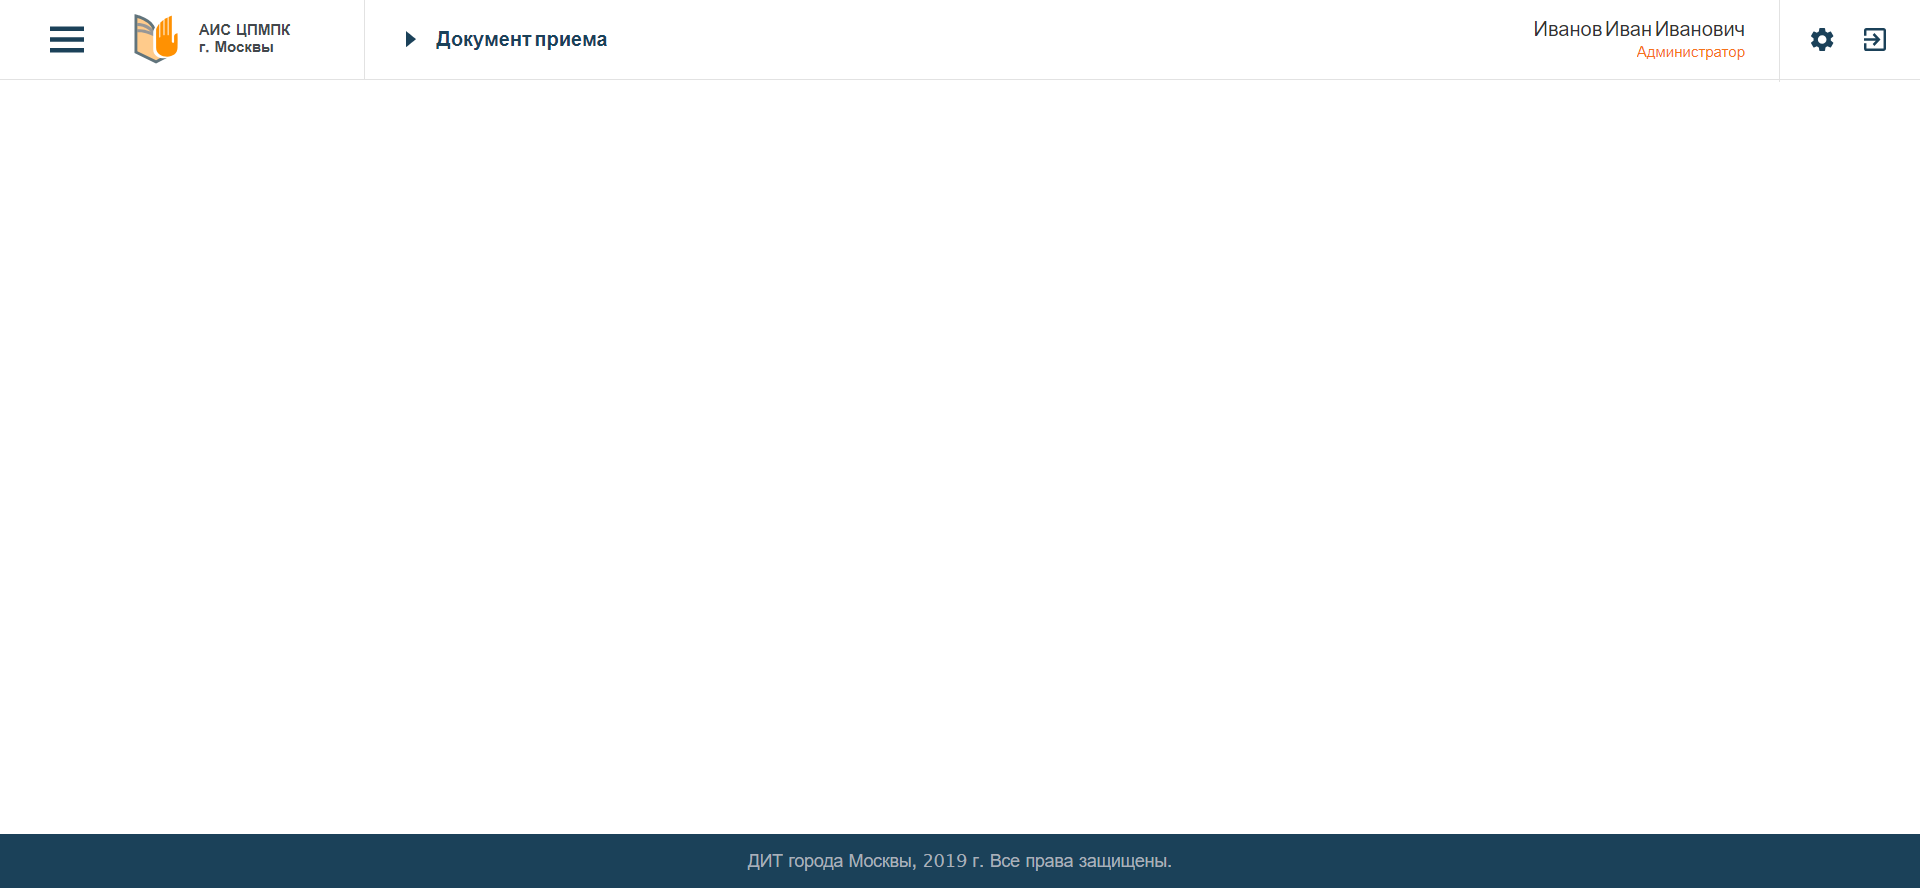 АИС ЦПМПК
г. Москвы
Документ приема
Иванов Иван Иванович
Администратор
ДИТ города Москвы, 2019 г. Все права защищены.